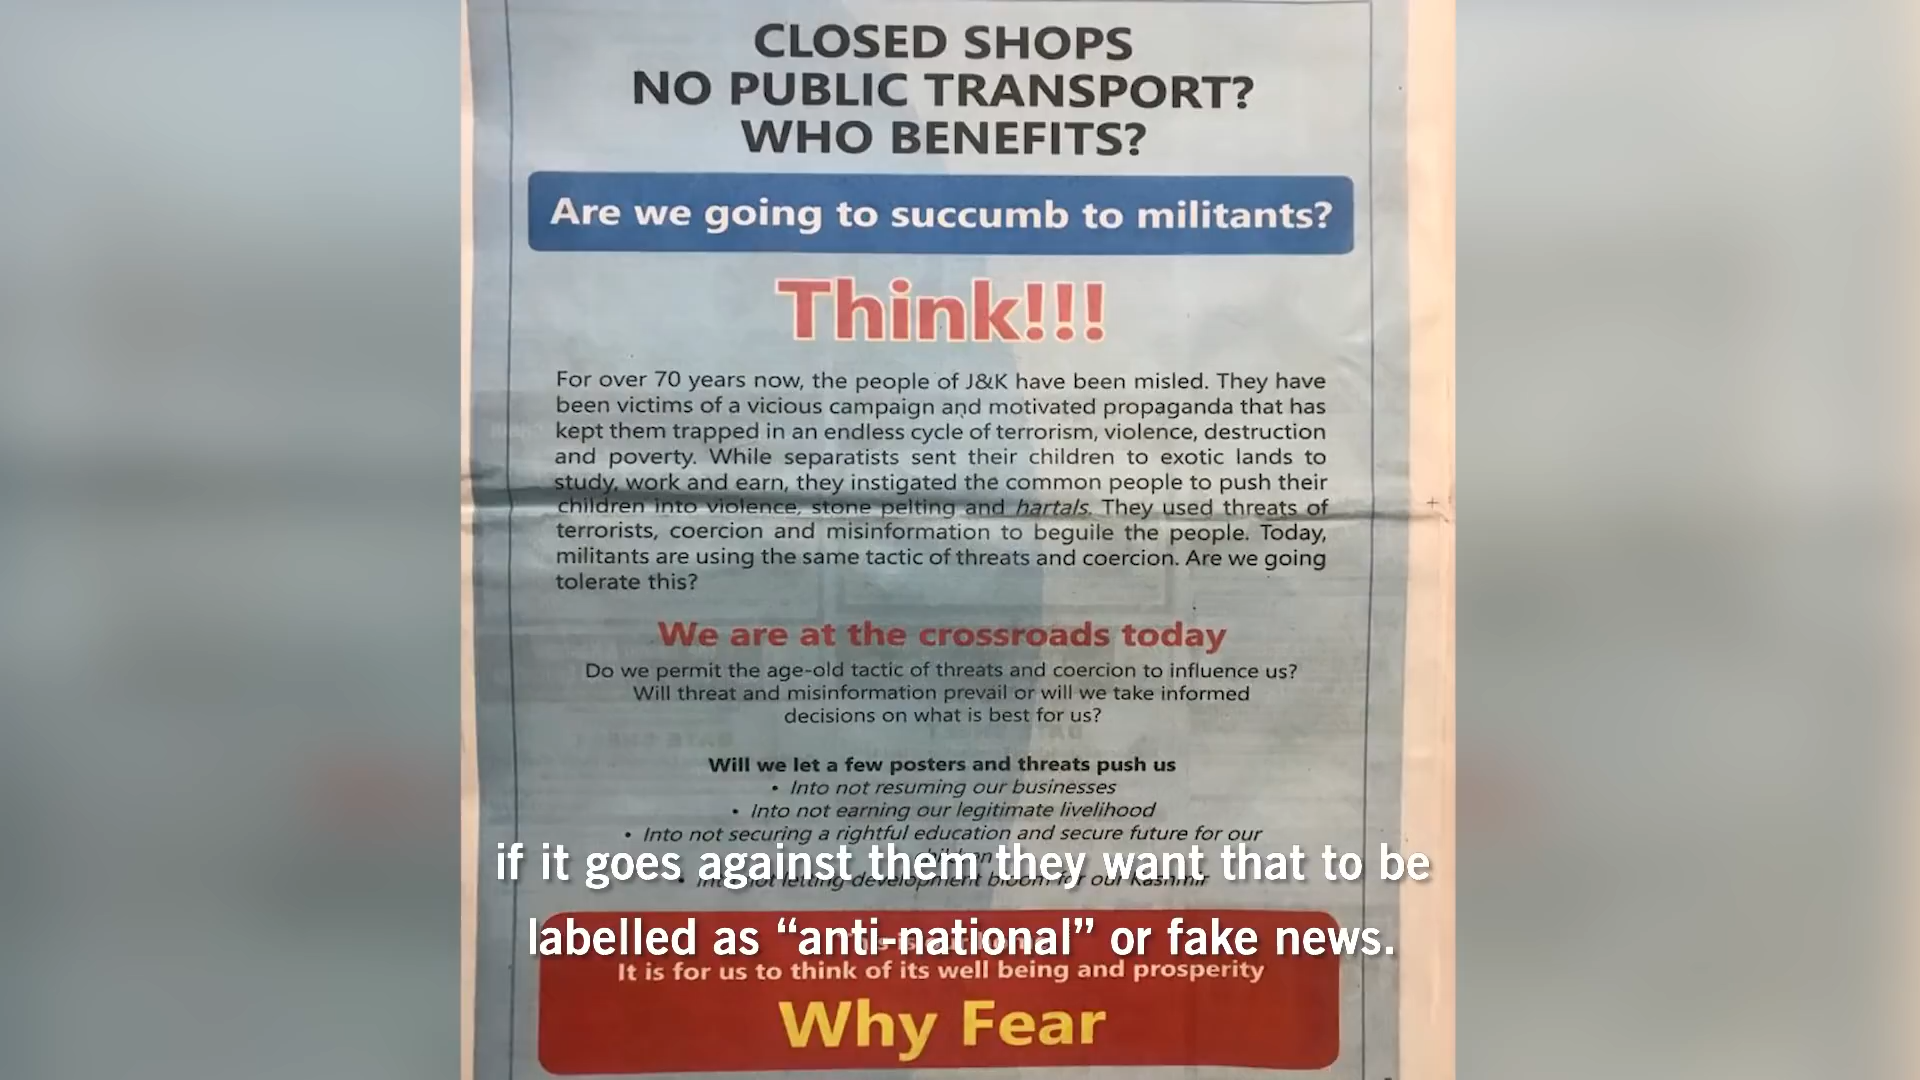 CLOSED SHOPS
NO PUBLIC TRANSPORT?
WHO BENEFITS?
Are we going to succumb to militants?
Think!!!
For over 70 years now, the people of J&K have been misled. They have
been victims of a vicious campaign and motivated propaganda that has
kept them trapped in an endless cycle of terrorism, violence, destruction
and poverty. While separatists sent their children to exotic lands to
study, work and earn, they instigated the common people to push their
children into violence, stone pelting and hartals. They used threats of
terrorists, coercion and misinformation to beguile the people. Today,
militants are using the same tactic of threats and coercion. Are we going
tolerate this?
We are at the crossroads today
Do we permit the age-old tactic of threats and coercion to influence us?
Will threat and misinformation prevail or will we take informed
decisions on what is best for us?
Will we let a few posters and threats push us
• Into not resuming our businesses
• Into not earning our legitimate livelihood
• Into not securing a rightful education and secure future for our
• Into not letting development bloom for our Kashmir
if it goes against them they want that to be
labelled as “anti-national” or fake news.
It is for us to think of its well being and prosperity
Why Fear